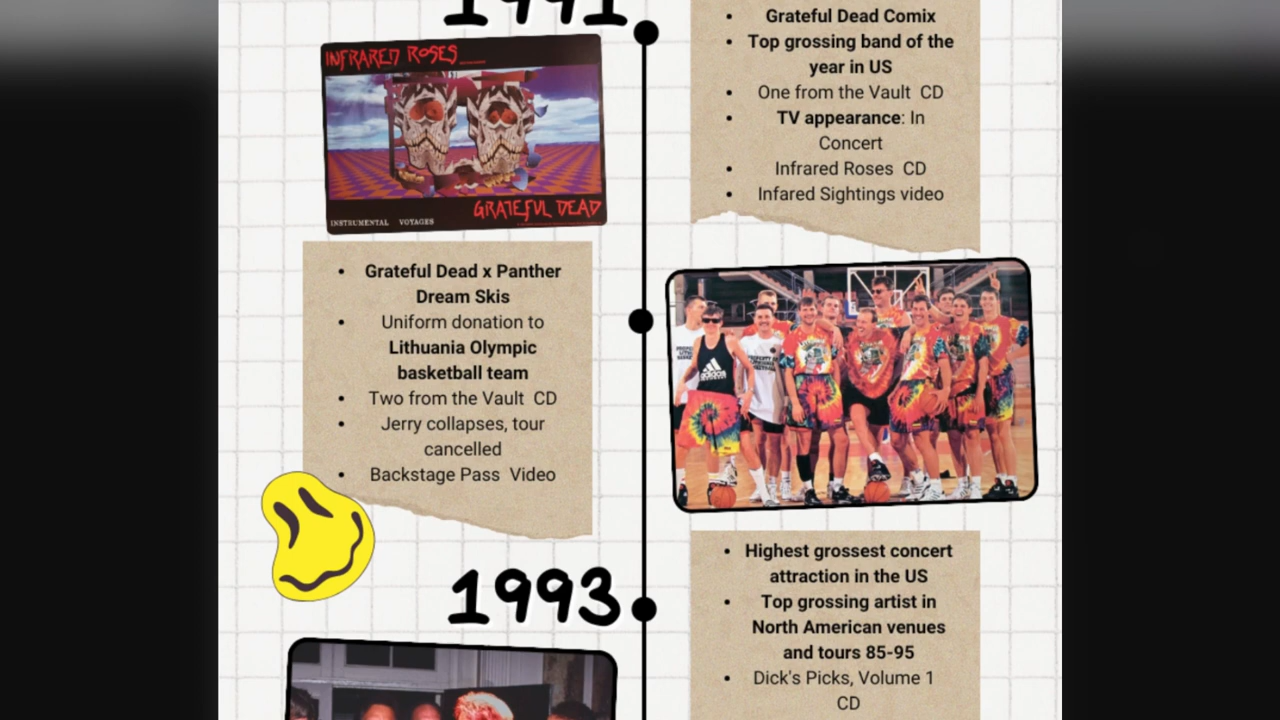 1991
• Grateful Dead Comix
• Top grossing band of the
year in US
• One from the Vault CD
• TV appearance: In
Concert
• Infrared Roses CD
• Infared Sightings video
INFRARED ROSES
INSTRUMENTAL VOYAGES
GRATEFUL DEAD
• Grateful Dead x Panther
Dream Skis
• Uniform donation to
Lithuania Olympic
basketball team
• Two from the Vault CD
• Jerry collapses, tour
cancelled
• Backstage Pass Video
adidas
1993
• Highest grossest concert
attraction in the US
• Top grossing artist in
North American venues
and tours 85-95
• Dick's Picks, Volume 1
CD